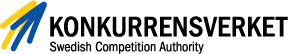 KONKURRENSVERKET
Swedish Competition Authority